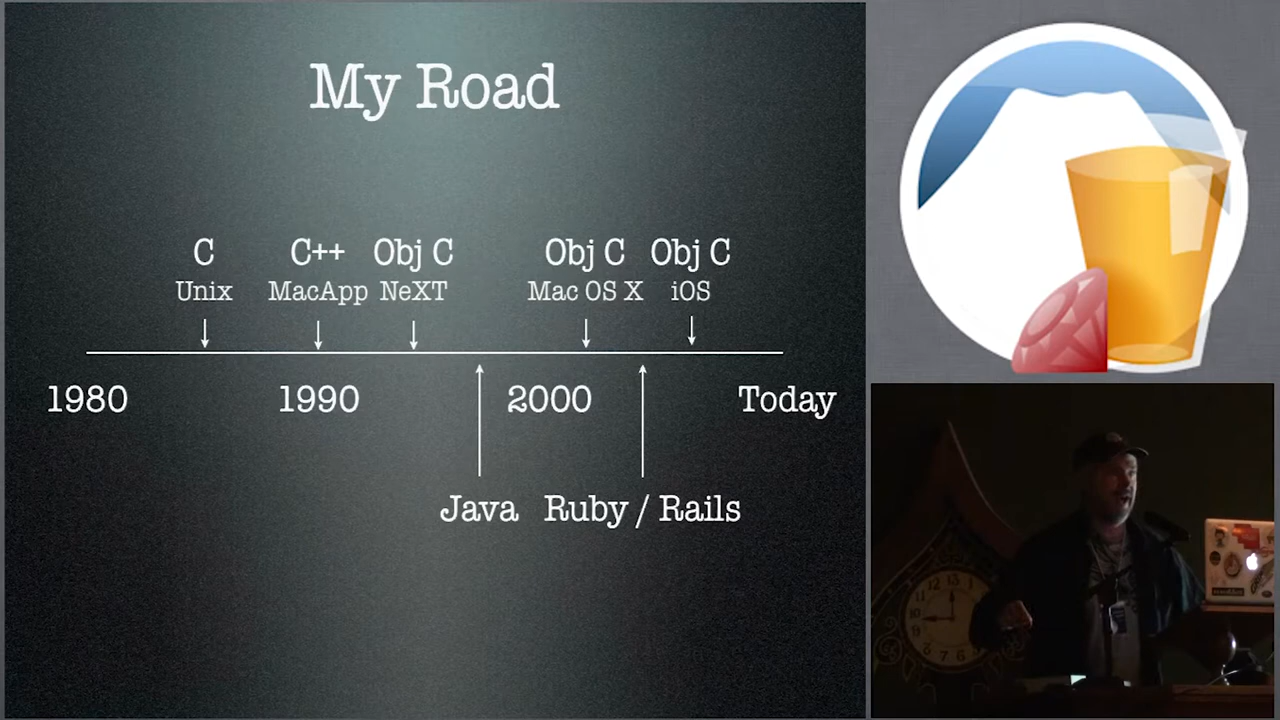 My Road
C C++ Obj C Obj C Obj C
Unix MacApp NeXT Mac OS X iOS
1980 1990 2000 Today
Java Ruby / Rails